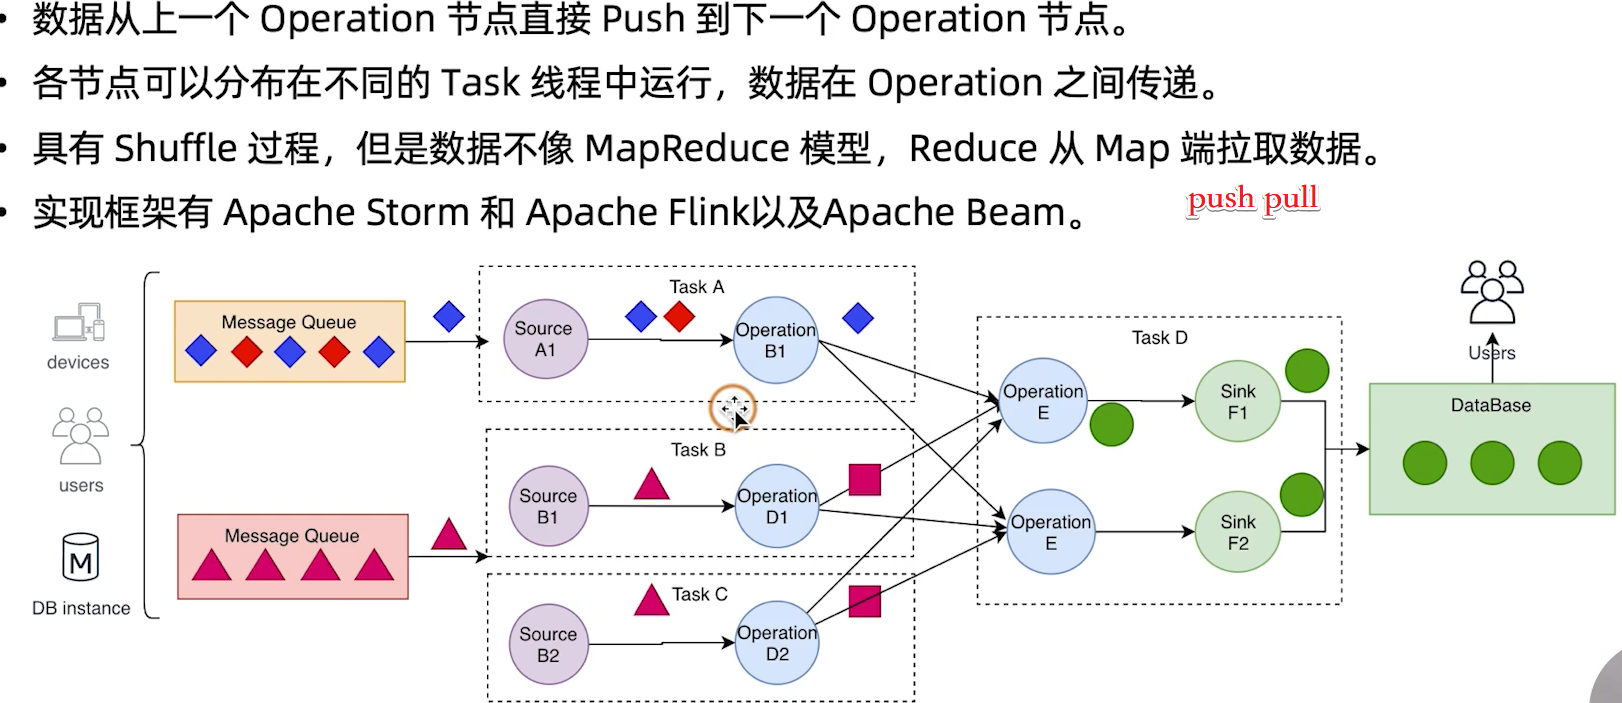 • 数据从上一个 Operation 节点直接 Push 到下一个 Operation 节点。
• 各节点可以分布在不同的 Task 线程中运行，数据在 Operation 之间传递。
• 具有 Shuffle 过程，但是数据不像 MapReduce 模型，Reduce 从 Map 端拉取数据。
push pull
• 实现框架有 Apache Storm 和 Apache Flink以及Apache Beam。
devices
users
DB instance
M
Message Queue
Message Queue
Task A
Source
A1
Operation
B1
Task B
Source
B1
Operation
D1
Task C
Source
B2
Operation
D2
Task D
Operation
E
Sink
F1
Operation
E
Sink
F2
Users
DataBase